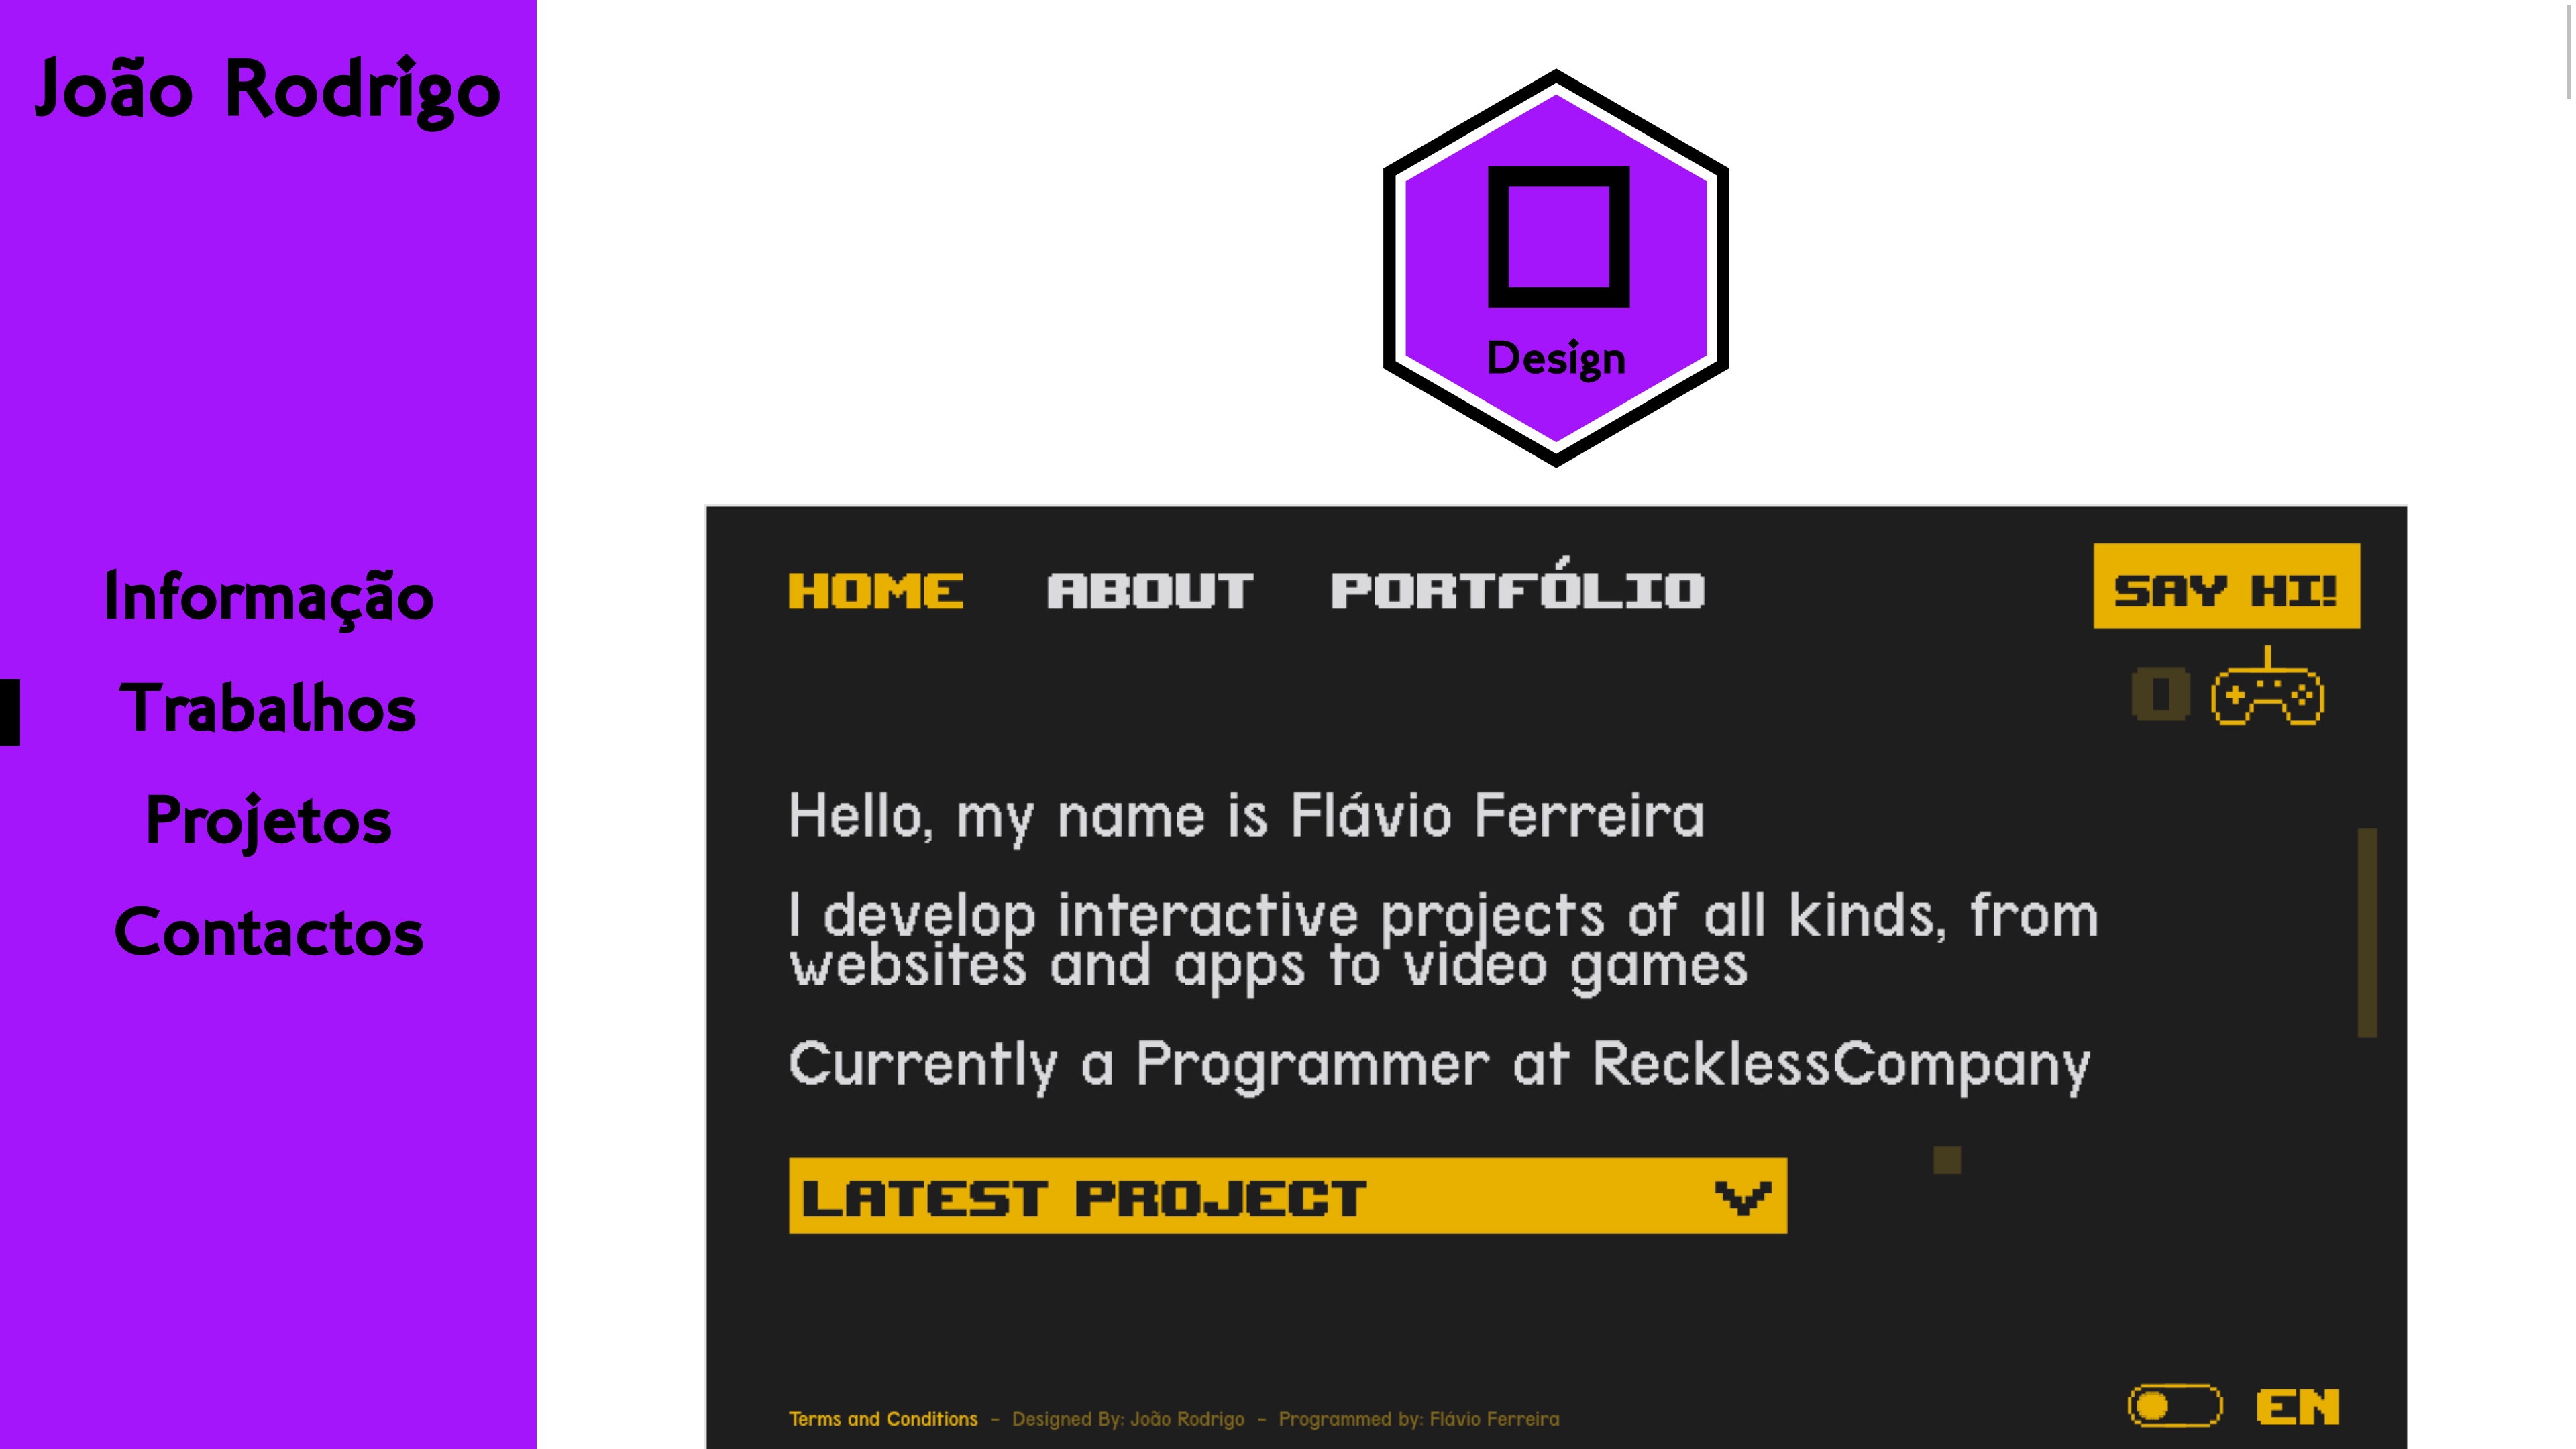 João Rodrigo
Informação
Trabalhos
Projetos
Contactos
Design
HOME ABOUT PORTFÓLIO
SAY HI!
0
Hello, my name is Flávio Ferreira
I develop interactive projects of all kinds, from
websites and apps to video games
Currently a Programmer at RecklessCompany
LATEST PROJECT
Terms and Conditions - Designed By: João Rodrigo - Programmed by: Flávio Ferreira
EN